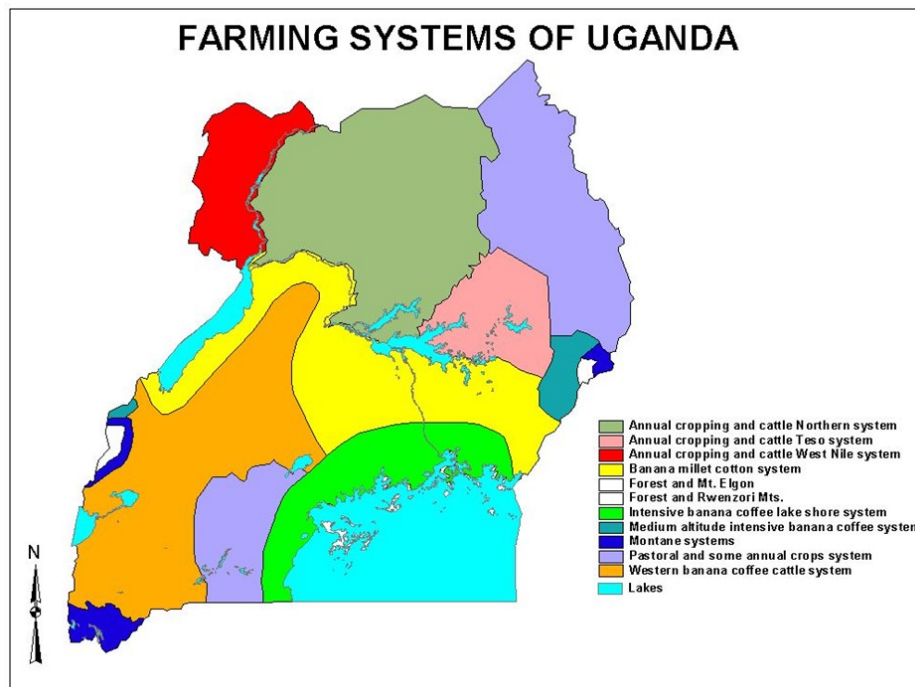 FARMING SYSTEMS OF UGANDA
Annual cropping and cattle Northern system
Annual cropping and cattle Teso system
Annual cropping and cattle West Nile system
Banana millet cotton system
Forest and Mt. Elgon
Forest and Rwenzori Mts.
Intensive banana coffee lake shore system
Medium altitude intensive banana coffee system
Montane systems
Pastoral and some annual crops system
Western banana coffee cattle system
Lakes
N